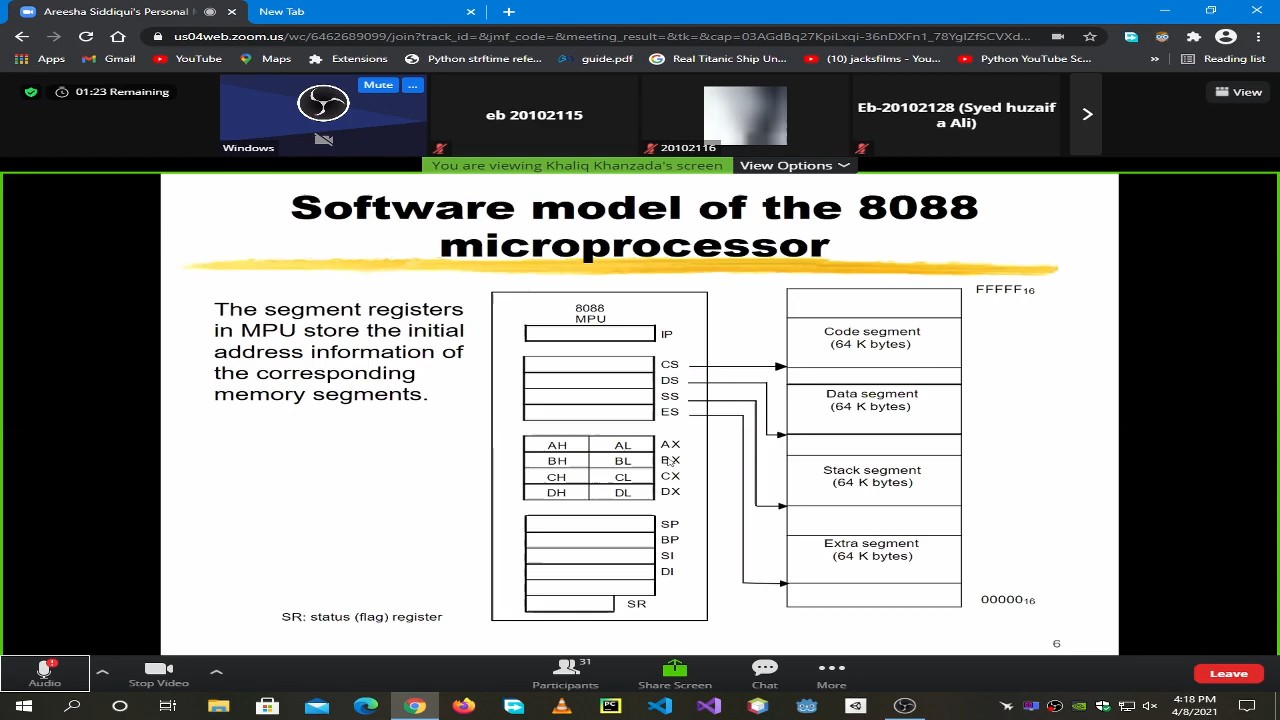 Areesha Siddiqui's Personal
New Tab
us04web.zoom.us/wc/6462689099/join?track_id=&jmf_code=&meeting_result=&tk=&cap=03AGdBq27KpiLxqi-36nDXFn1_78YgIZfSCVXd...
Apps
Gmail
YouTube
Maps
Extensions
Python strftime refe...
guide.pdf
Real Titanic Ship Un...
(10) jacksfilms - You...
Python YouTube Sc...
»
Reading list
01:23 Remaining
Mute
...
Windows
eb 20102115
20102116
Eb-20102128 (Syed huzaif
a Ali)
View
You are viewing Khaliq Khanzada's screen
View Options
Software model of the 8088
microprocessor
The segment registers
in MPU store the initial
address information of
the corresponding
memory segments.
8088
MPU
IP
CS
DS
SS
ES
AH AL AX
BH BL BX
CH CL CX
DH DL DX
SP
BP
SI
DI
SR
SR: status (flag) register
FFFFF16
Code segment
(64 K bytes)
Data segment
(64 K bytes)
Stack segment
(64 K bytes)
Extra segment
(64 K bytes)
0000016
6
Audio
Stop Video
31
Participants
Share Screen
Chat
More
Leave
4:18 PM
4/8/2021